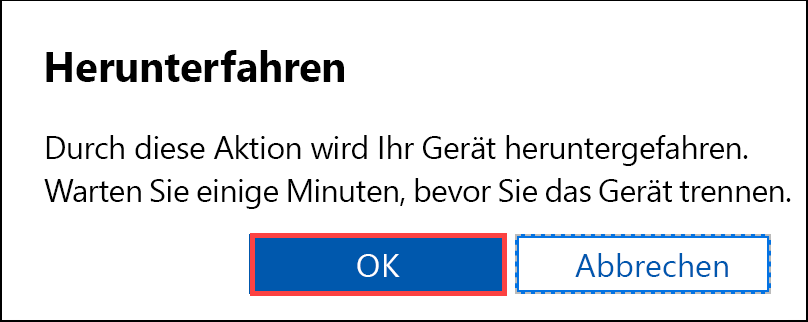 Herunterfahren
Durch diese Aktion wird Ihr Gerät heruntergefahren.
Warten Sie einige Minuten, bevor Sie das Gerät trennen.
OK Abbrechen